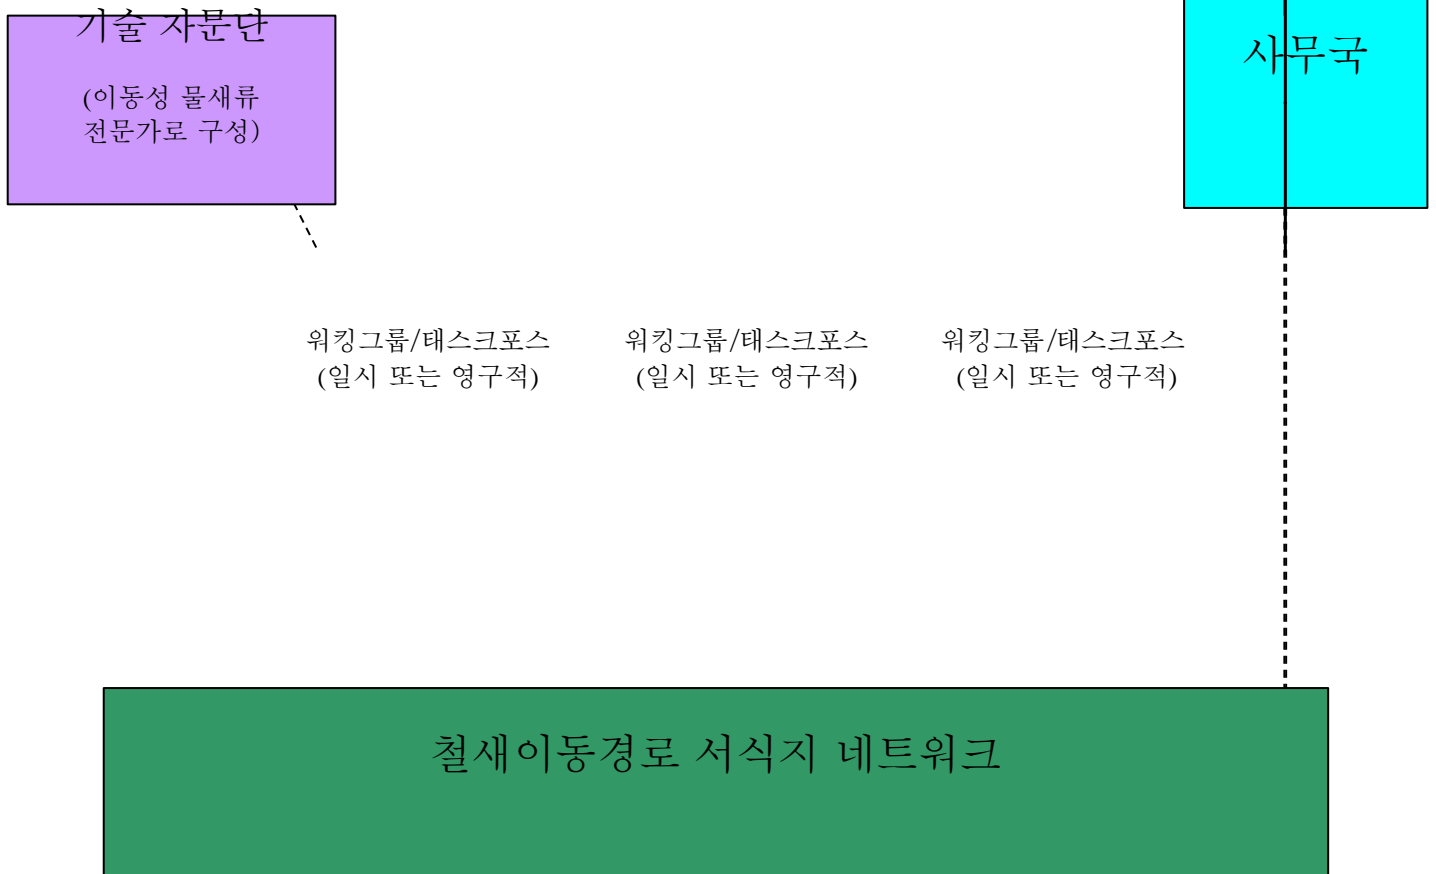 기술 자문단
(이동성 물새류
전문가로 구성)
사무국
워킹그룹/태스크포스
(일시 또는 영구적)
워킹그룹/태스크포스
(일시 또는 영구적)
워킹그룹/태스크포스
(일시 또는 영구적)
철새이동경로 서식지 네트워크